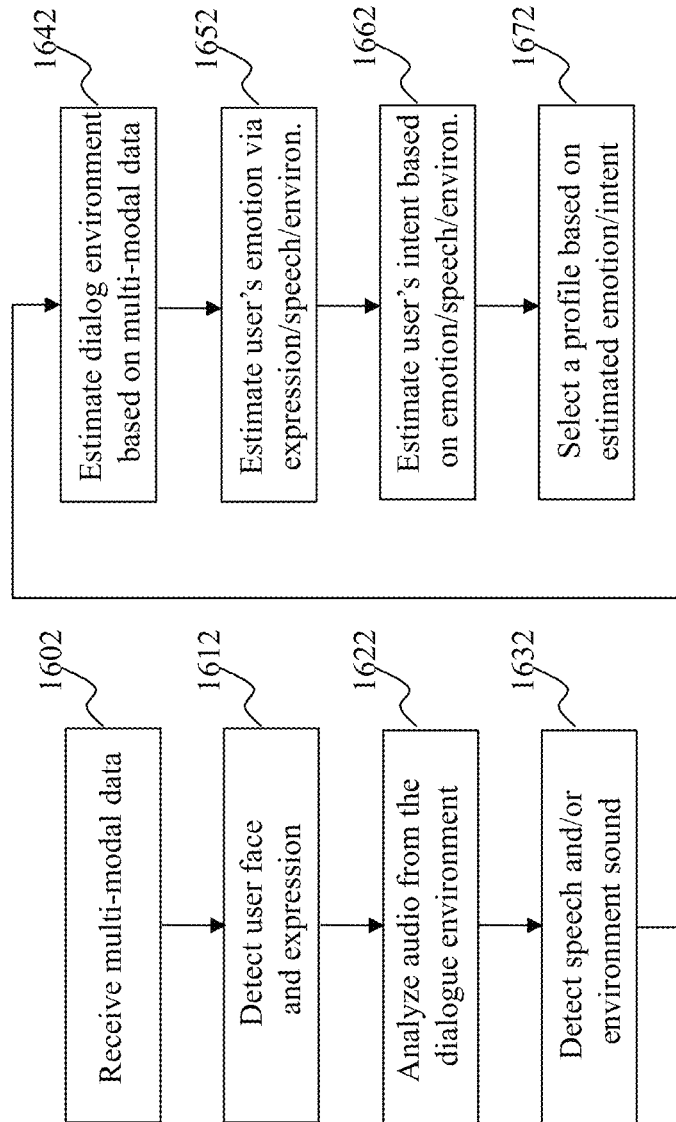 1602
Receive multi-modal data
1612
Detect user face
and expression
1622
Analyze audio from the
dialogue environment
1632
Detect speech and/or
environment sound
1642
Estimate dialog environment
based on multi-modal data
1652
Estimate user's emotion via
expression/speech/environ.
1662
Estimate user's intent based
on emotion/speech/environ.
1672
Select a profile based on
estimated emotion/intent